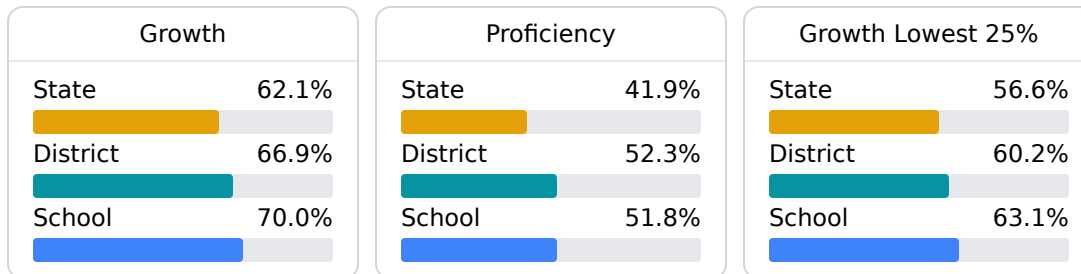 Growth
State 62.1%
District 66.9%
School 70.0%
Proficiency
State 41.9%
District 52.3%
School 51.8%
Growth Lowest 25%
State 56.6%
District 60.2%
School 63.1%